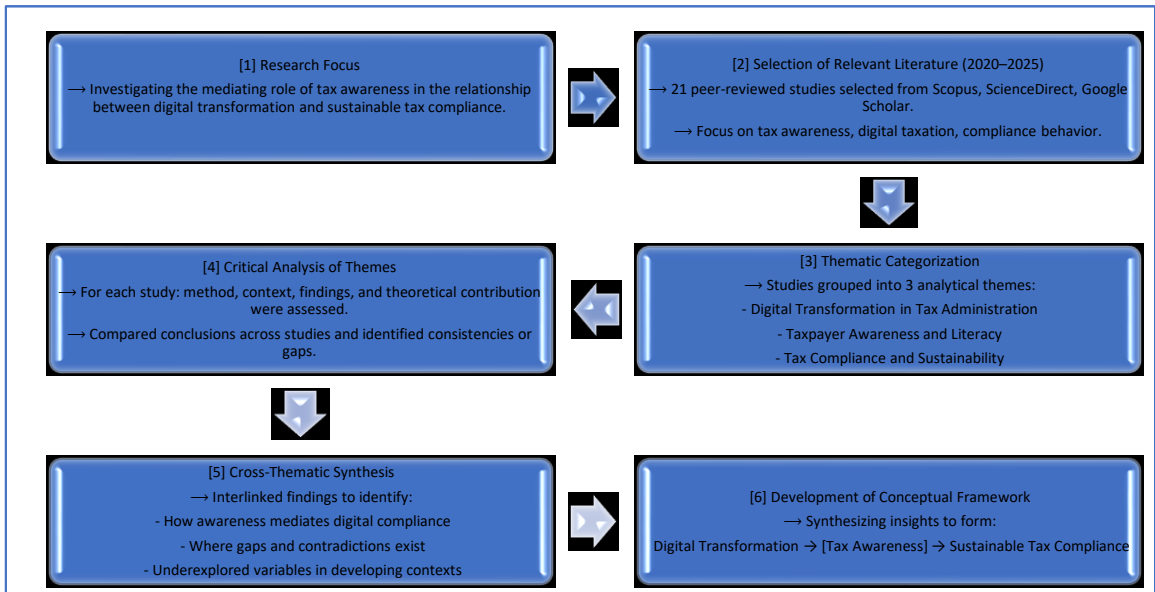 [1] Research Focus
→ Investigating the mediating role of tax awareness in the relationship
between digital transformation and sustainable tax compliance.
[2] Selection of Relevant Literature (2020–2025)
→ 21 peer-reviewed studies selected from Scopus, ScienceDirect, Google
Scholar.
→ Focus on tax awareness, digital taxation, compliance behavior.
[3] Thematic Categorization
→ Studies grouped into 3 analytical themes:
- Digital Transformation in Tax Administration
- Taxpayer Awareness and Literacy
- Tax Compliance and Sustainability
[4] Critical Analysis of Themes
→ For each study: method, context, findings, and theoretical contribution
were assessed.
→ Compared conclusions across studies and identified consistencies or
gaps.
[5] Cross-Thematic Synthesis
→ Interlinked findings to identify:
- How awareness mediates digital compliance
- Where gaps and contradictions exist
- Underexplored variables in developing contexts
[6] Development of Conceptual Framework
→ Synthesizing insights to form:
Digital Transformation → [Tax Awareness] → Sustainable Tax Compliance